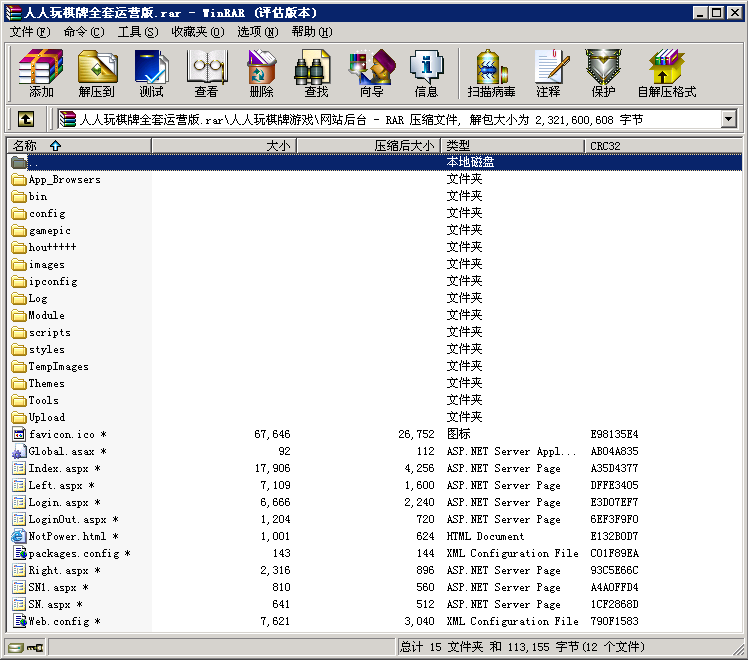 人人玩棋牌全套运营版.rar - WinRAR (评估版本)
文件(F) 命令(C) 工具(S) 收藏夹(O) 选项(N) 帮助(H)
添加 解压到 测试 查看 删除 查找 向导 信息 扫描病毒 注释 保护 自解压格式
人人玩棋牌全套运营版.rar\人人玩棋牌游戏\网站后台 - RAR 压缩文件, 解包大小为 2,321,600,608 字节
名称 大小 压缩后大小 类型 CRC32
.. 本地磁盘
App_Browsers 文件夹
bin 文件夹
config 文件夹
gamepic 文件夹
hou+++++ 文件夹
images 文件夹
ipconfig 文件夹
Log 文件夹
Module 文件夹
scripts 文件夹
styles 文件夹
TempImages 文件夹
Themes 文件夹
Tools 文件夹
Upload 文件夹
favicon.ico * 67,646 26,752 图标 E98135E4
Global.asax * 92 112 ASP.NET Server Appl... AB04A835
Index.aspx * 17,906 4,256 ASP.NET Server Page A35D4377
Left.aspx * 7,109 1,600 ASP.NET Server Page DFFE3405
Login.aspx * 6,666 2,240 ASP.NET Server Page E3D07EF7
LoginOut.aspx * 1,204 720 ASP.NET Server Page 6EF3F9F0
NotPower.html * 1,001 624 HTML Document E132B0D7
packages.config * 143 144 XML Configuration File C01F89EA
Right.aspx * 2,316 896 ASP.NET Server Page 93C5E66C
SN1.aspx * 810 560 ASP.NET Server Page A4A0FFD4
SN.aspx * 641 512 ASP.NET Server Page 1CF2868D
Web.config * 7,621 3,040 XML Configuration File 790F1583
总计 15 文件夹 和 113,155 字节(12 个文件)